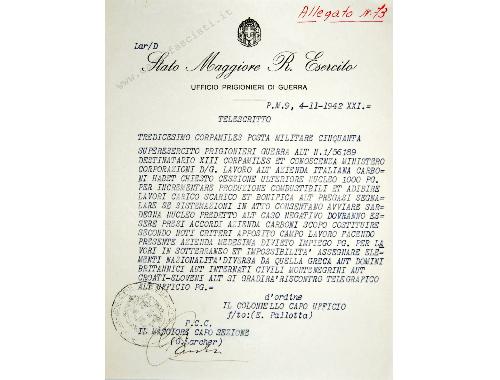 Allegato N. 73
Lar/D
Stato Maggiore R. Esercito
UFFICIO PRIGIONIERI DI GUERRA
P.M.9, 4-11-1942 XXI.=
TELESCRITTO
TREDICESIMO CORPAMILES POSTA MILITARE CINQUANTA
SUPERESERCITO PRIGIONIERI GUERRA ALT N.1/56189
DESTINATARIO XIII CORPAMILES ET CONOSCENZA MINISTERO
CORPORAZIONI D/G. LAVORO ALT AZIENDA ITALIANA CARBO=
NI HABET CHIESTO CESSIONE ULTERIORE NUCLEO 1000 PG.
PER INCREMENTARE PRODUZIONE COMBUSTIBILI ET ADIBIRE
LAVORI CARICO SCARICO ET BONIFICA ALT PREGASI SEGNA=
LARE SE SISTEMAZIONI IN ATTO CONSENTANO AVVIARE SAR=
DEGNA NUCLEO PREDETTO ALT CASO NEGATIVO DOVRANNO ES=
SERE PRESI ACCORDI AZIENDA CARBONI SCOPO COSTITUIRE
SECONDO NOTI CRITERI APPOSITO CAMPO LAVORO FACENDO
PRESENTE AZIENDA MEDESIMA DIVIETO IMPIEGO PG. PER LA
VORI IN SOTTERRANEO ET IMPOSSIBILITA' ASSEGNARE ELE=
MENTI NAZIONALITA' DIVERSA DA QUELLA GRECA AUT DOMINI
BRITANNICI AUT INTERNATI CIVILI MONTENEGRINI AUT
CROATI-SLOVENI ALT SI GRADIRA' RISCONTRO TELEGRAFICO
ALL'UFFICIO PG.=
d'ordine
IL COLONNELLO CAPO UFFICIO
f/to:(E. Pallotta)
P.C.C.
IL MAGGIORE CAPO SEZIONE
(G. Larcher)